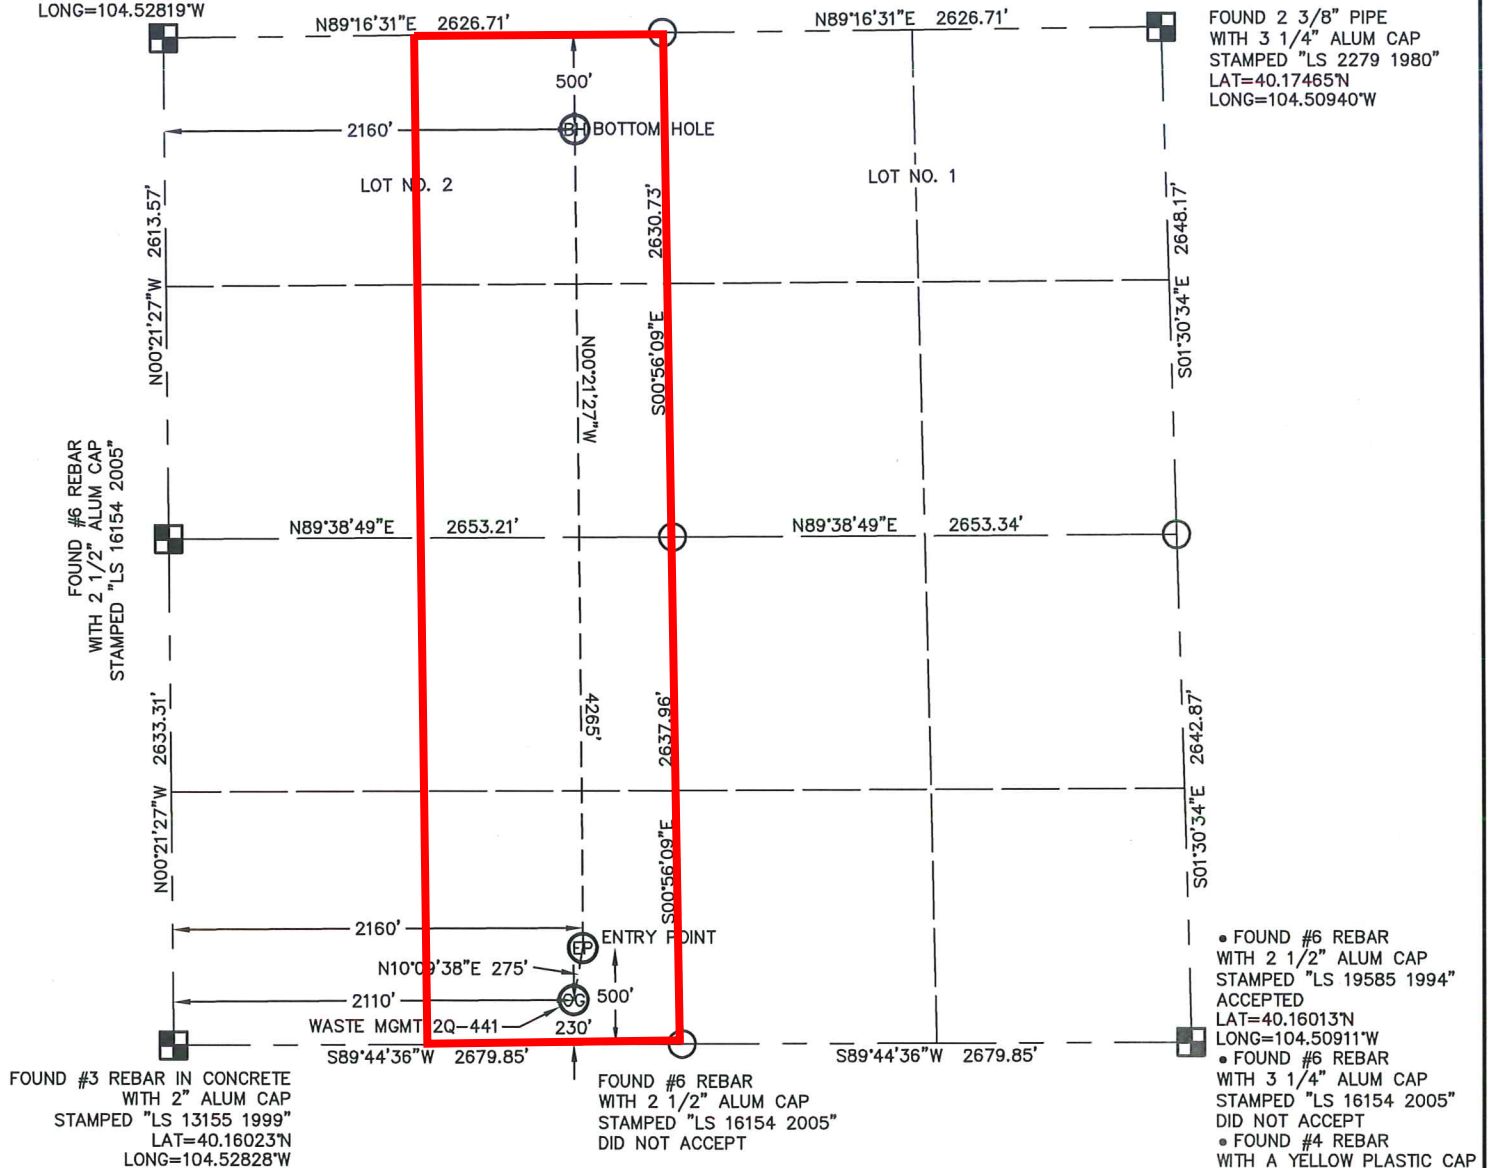 LONG=104.52819°W
N89°16'31"E 2626.71'
N89°16'31"E 2626.71'
FOUND 2 3/8" PIPE
WITH 3 1/4" ALUM CAP
STAMPED "LS 2279 1980"
LAT=40.17465°N
LONG=104.50940°W
500'
2160'
BH BOTTOM HOLE
LOT NO. 2
LOT NO. 1
N00°21'27"W 2613.57'
2630.73'
S00°56'09"E
S01°30'34"E 2648.17'
N00°21'27"W
4265'
FOUND #6 REBAR
WITH 2 1/2" ALUM CAP
STAMPED "LS 16154 2005"
N89°38'49"E 2653.21'
N89°38'49"E 2653.34'
N00°21'27"W 2633.31'
2637.96'
S00°56'09"E
S01°30'34"E 2642.87'
2160'
EP ENTRY POINT
N10°09'38"E 275'
2110'
OG
500'
WASTE MGMT 2Q-441
230'
S89°44'36"W 2679.85'
S89°44'36"W 2679.85'
FOUND #3 REBAR IN CONCRETE
WITH 2" ALUM CAP
STAMPED "LS 13155 1999"
LAT=40.16023°N
LONG=104.52828°W
FOUND #6 REBAR
WITH 2 1/2" ALUM CAP
STAMPED "LS 16154 2005"
DID NOT ACCEPT
• FOUND #6 REBAR
WITH 2 1/2" ALUM CAP
STAMPED "LS 19585 1994"
ACCEPTED
LAT=40.16013°N
LONG=104.50911°W
• FOUND #6 REBAR
WITH 3 1/4" ALUM CAP
STAMPED "LS 16154 2005"
DID NOT ACCEPT
• FOUND #4 REBAR
WITH A YELLOW PLASTIC CAP